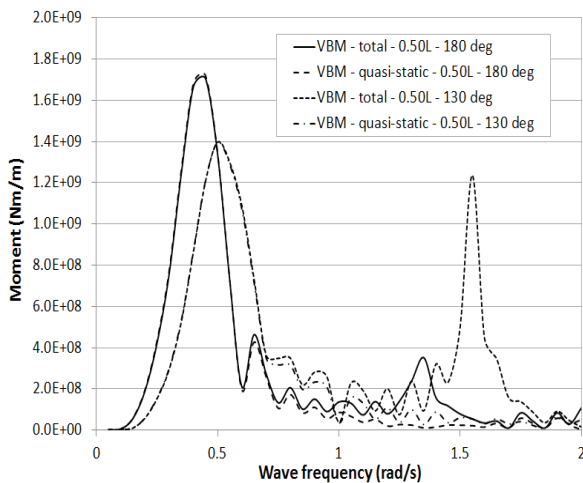 2.0E+09
1.8E+09
1.6E+09
1.4E+09
1.2E+09
1.0E+09
8.0E+08
6.0E+08
4.0E+08
2.0E+08
0.0E+00
Moment (Nm/m)
VBM - total - 0.50L - 180 deg
VBM - quasi-static - 0.50L - 180 deg
VBM - total - 0.50L - 130 deg
VBM - quasi-static - 0.50L - 130 deg
0 0.5 1 1.5 2
Wave frequency (rad/s)